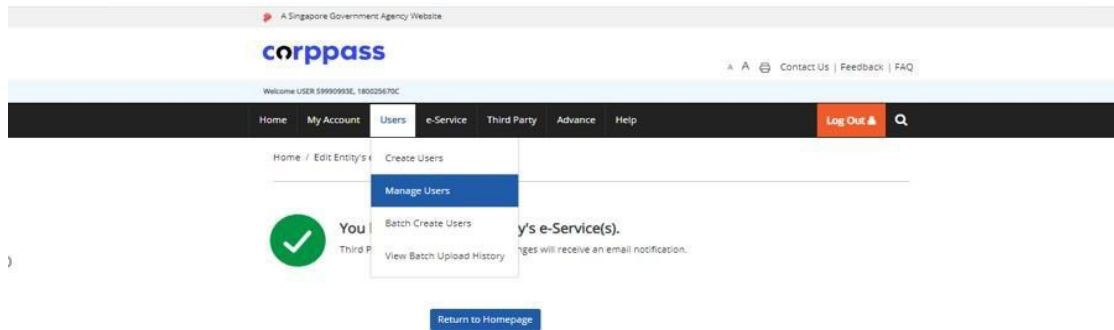 A Singapore Government Agency Website
corppass
A A Contact Us | Feedback | FAQ
Welcome USER S9990993E, 180025670C
Home My Account Users e-Service Third Party Advance Help Log Out
Home / Edit Entity's e
Create Users
Manage Users
Batch Create Users
View Batch Upload History
You y's e-Service(s).
Third P nges will receive an email notification.
Return to Homepage